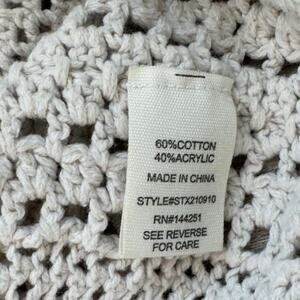 60%COTTON
40%ACRYLIC
MADE IN CHINA
STYLE#STX210910
RN#144251
SEE REVERSE
FOR CARE